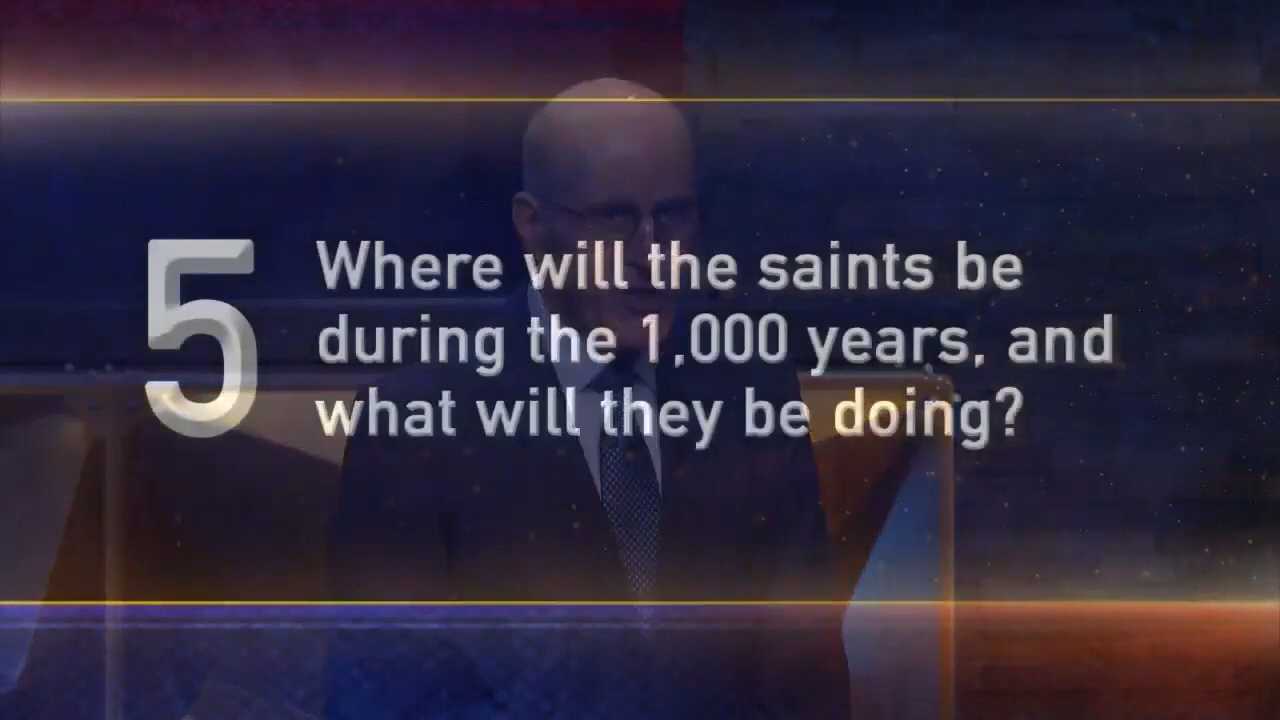 5
Where will the saints be
during the 1,000 years, and
what will they be doing?